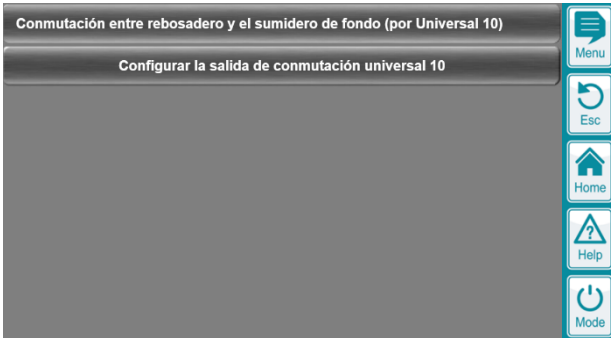 Conmutación entre rebosadero y el sumidero de fondo (por Universal 10)
Configurar la salida de conmutación universal 10
Menu
Esc
Home
?
Help
Mode